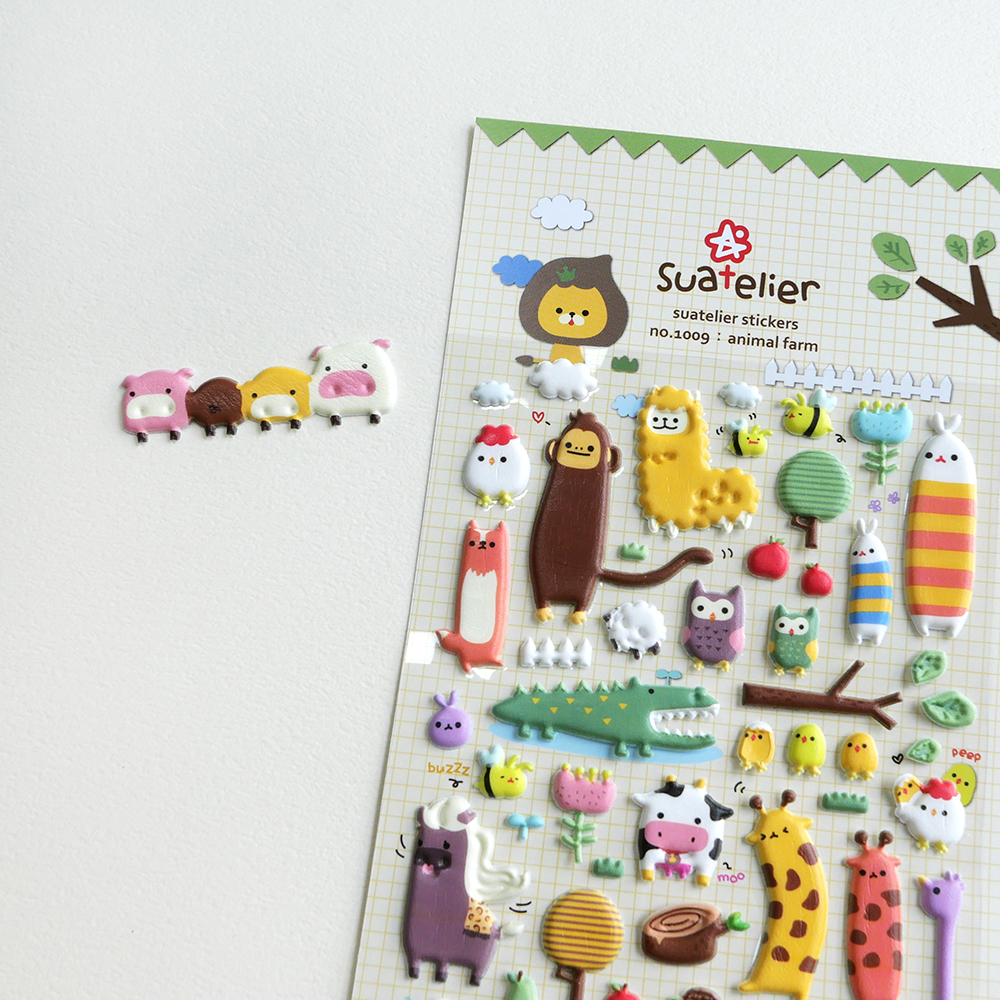 suatelier
suatelier stickers
no.1009 : animal farm
buzzz
peep
moo